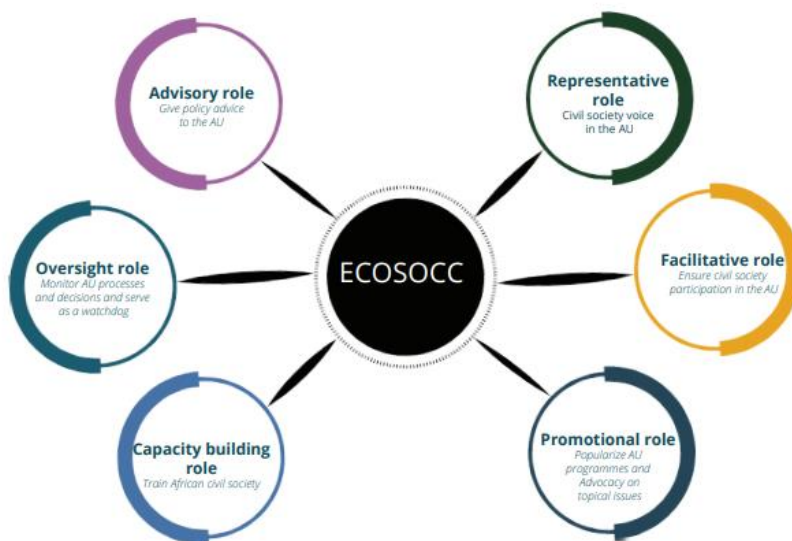 Advisory role
Give policy advice
to the AU
Representative
role
Civil society voice
in the AU
Oversight role
Monitor AU processes
and decisions and serve
as a watchdog
ECOSOCC
Facilitative role
Ensure civil society
participation in the AU
Capacity building
role
Train African civil society
Promotional role
Popularize AU
programmes and
Advocacy on
topical issues